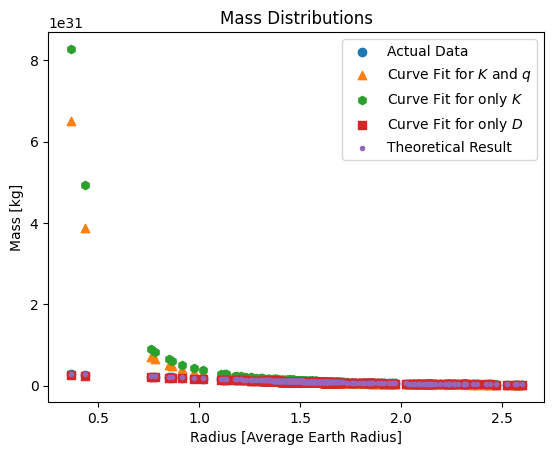 Mass Distributions
1e31
8
6
4
2
0
Mass [kg]
Actual Data
Curve Fit for K and q
Curve Fit for only K
Curve Fit for only D
Theoretical Result
0.5 1.0 1.5 2.0 2.5
Radius [Average Earth Radius]